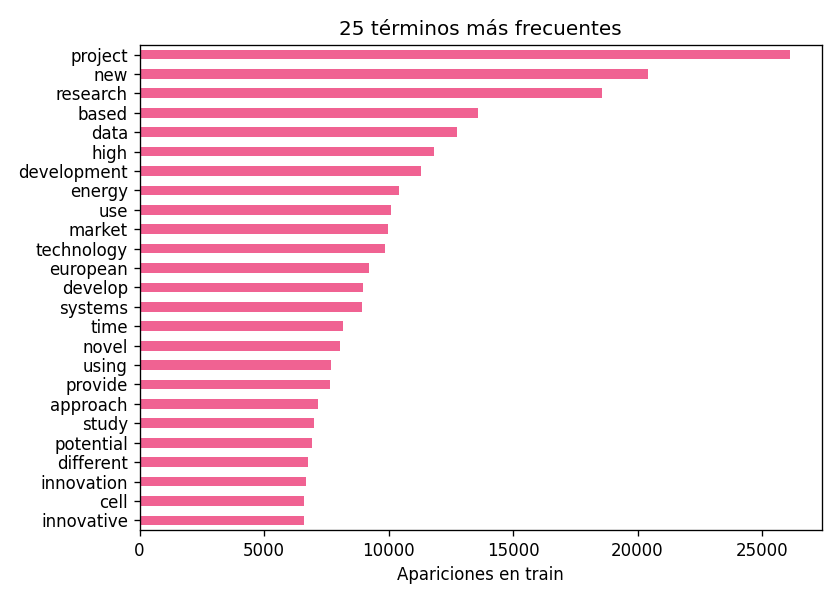 25 términos más frecuentes
project
new
research
based
data
high
development
energy
use
market
technology
european
develop
systems
time
novel
using
provide
approach
study
potential
different
innovation
cell
innovative
0 5000 10000 15000 20000 25000
Apariciones en train